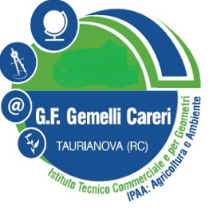 @
G.F. Gemelli Careri
TAURIANOVA (RC)
Istituto Tecnico Commerciale e per Geometri
IPAA: Agricoltura e Ambiente